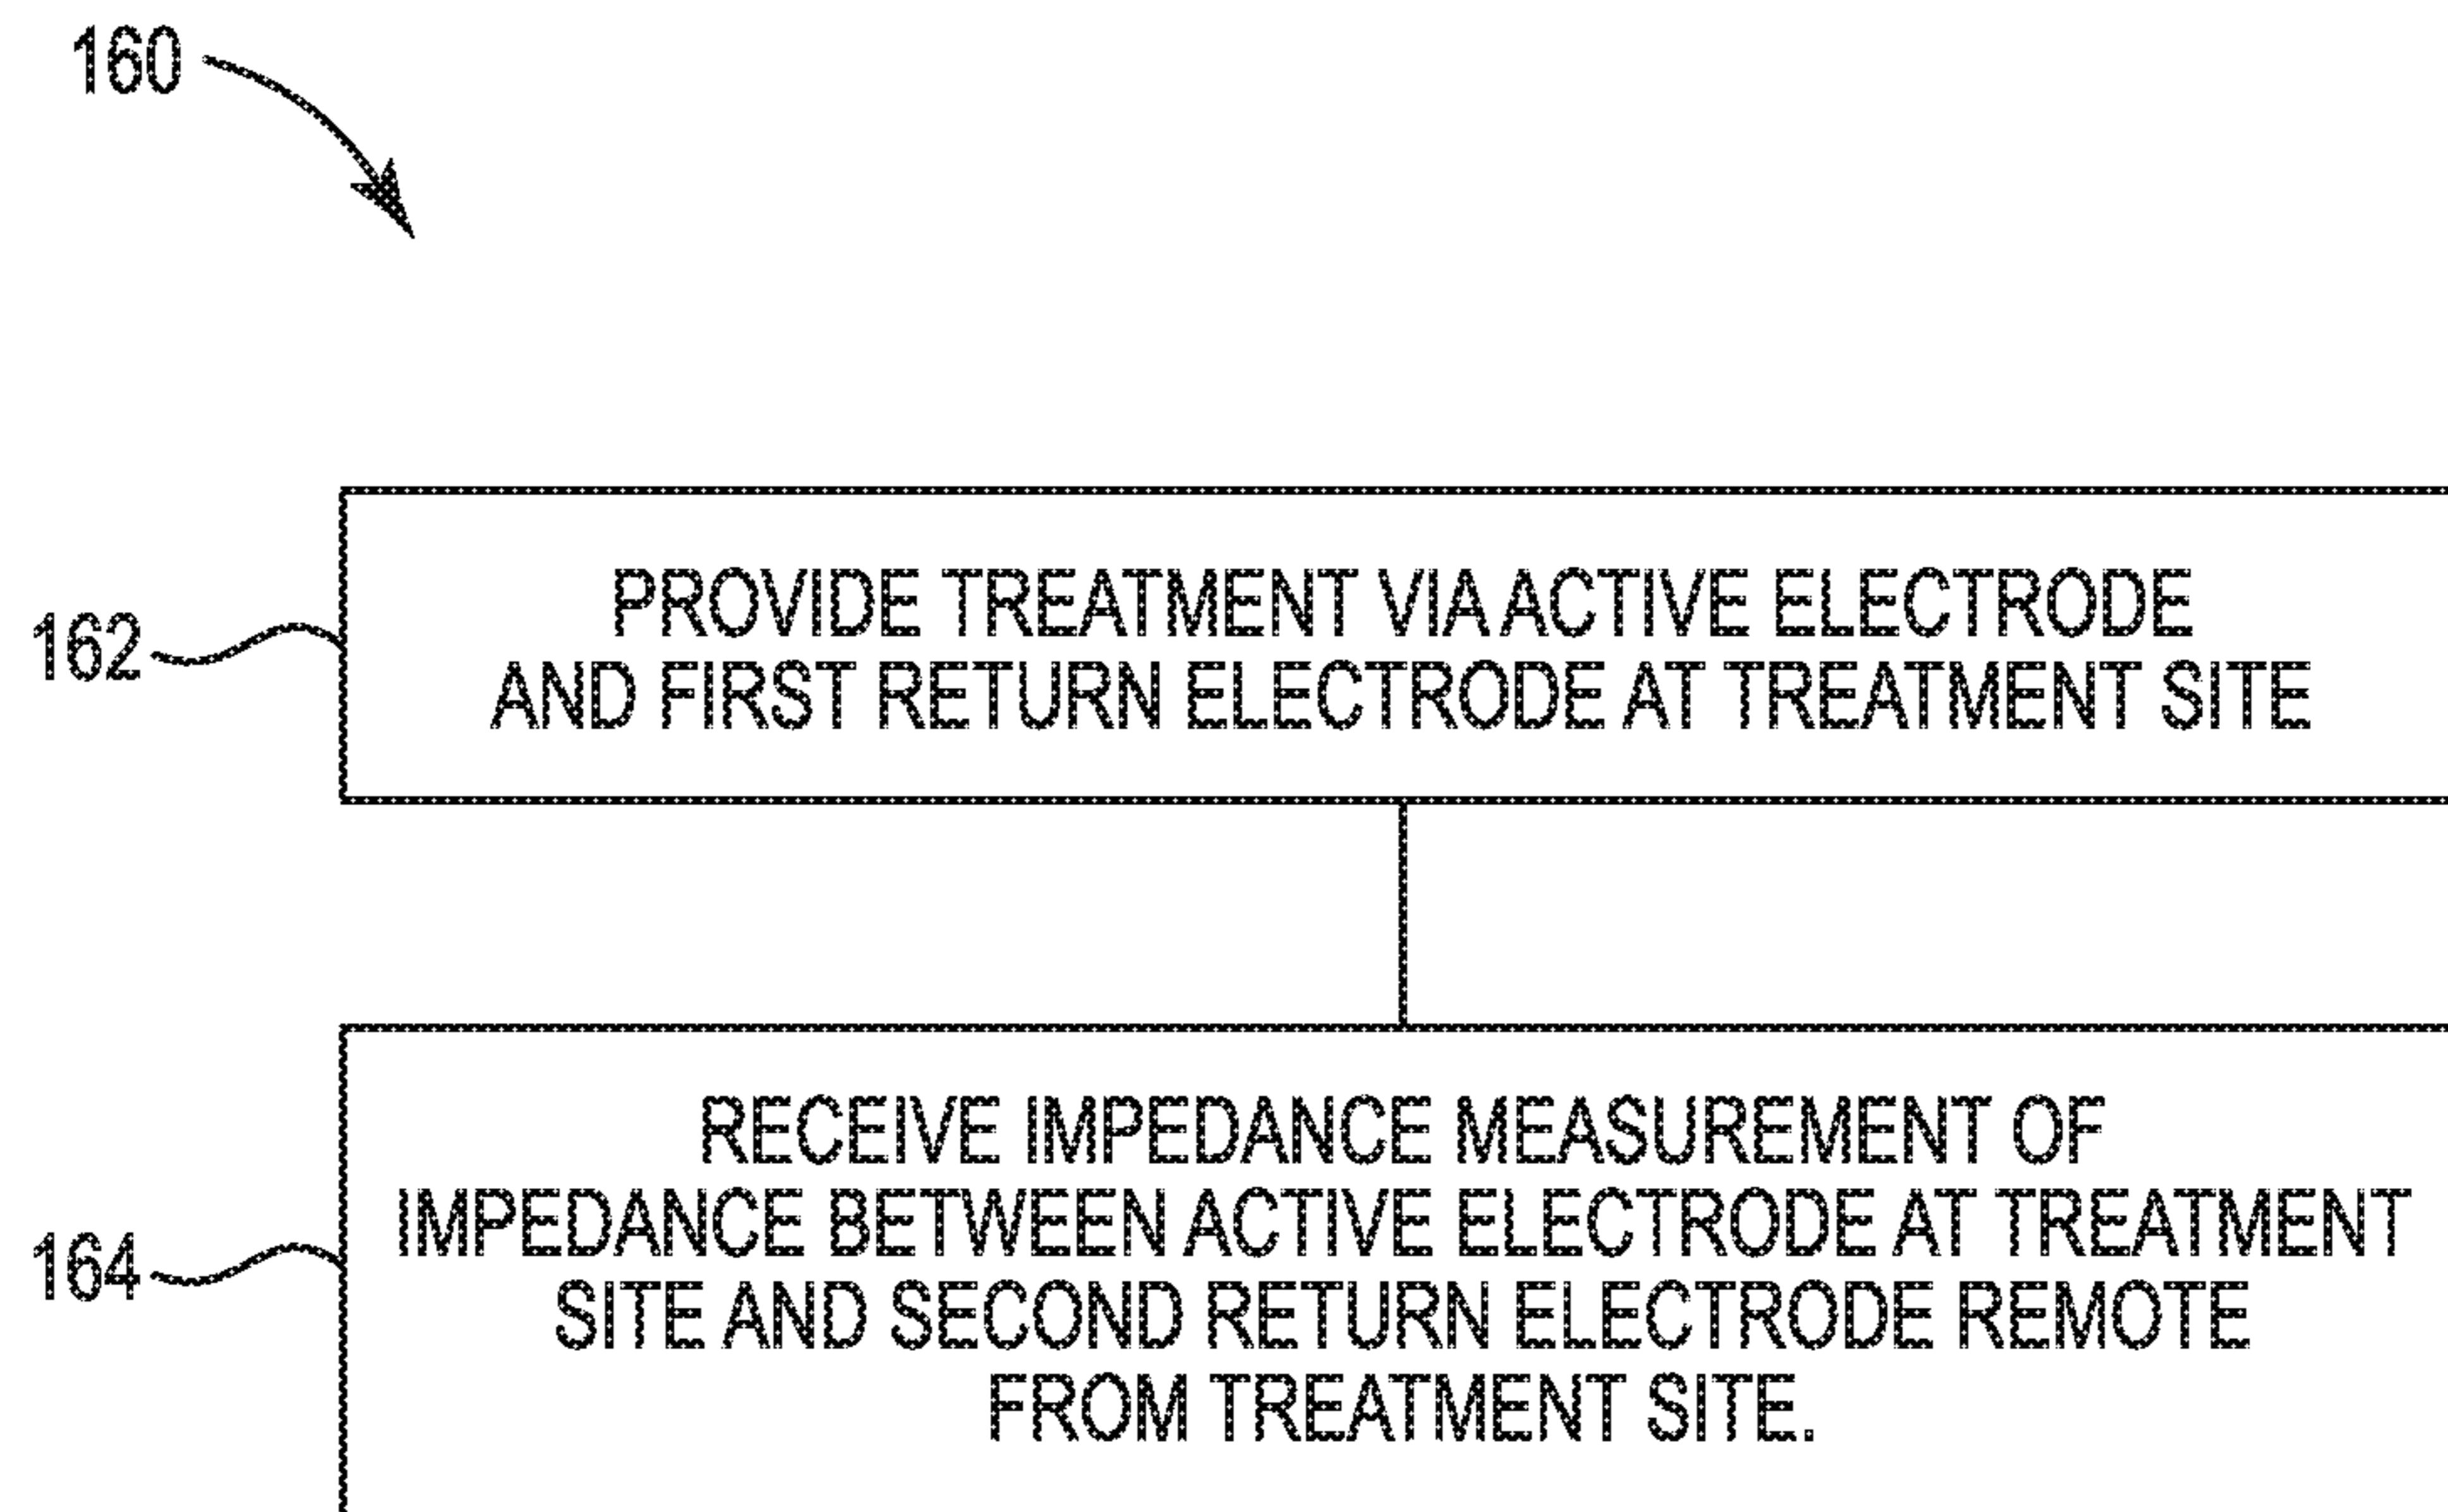 160
162
PROVIDE TREATMENT VIA ACTIVE ELECTRODE
AND FIRST RETURN ELECTRODE AT TREATMENT SITE
164
RECEIVE IMPEDANCE MEASUREMENT OF
IMPEDANCE BETWEEN ACTIVE ELECTRODE AT TREATMENT
SITE AND SECOND RETURN ELECTRODE REMOTE
FROM TREATMENT SITE.